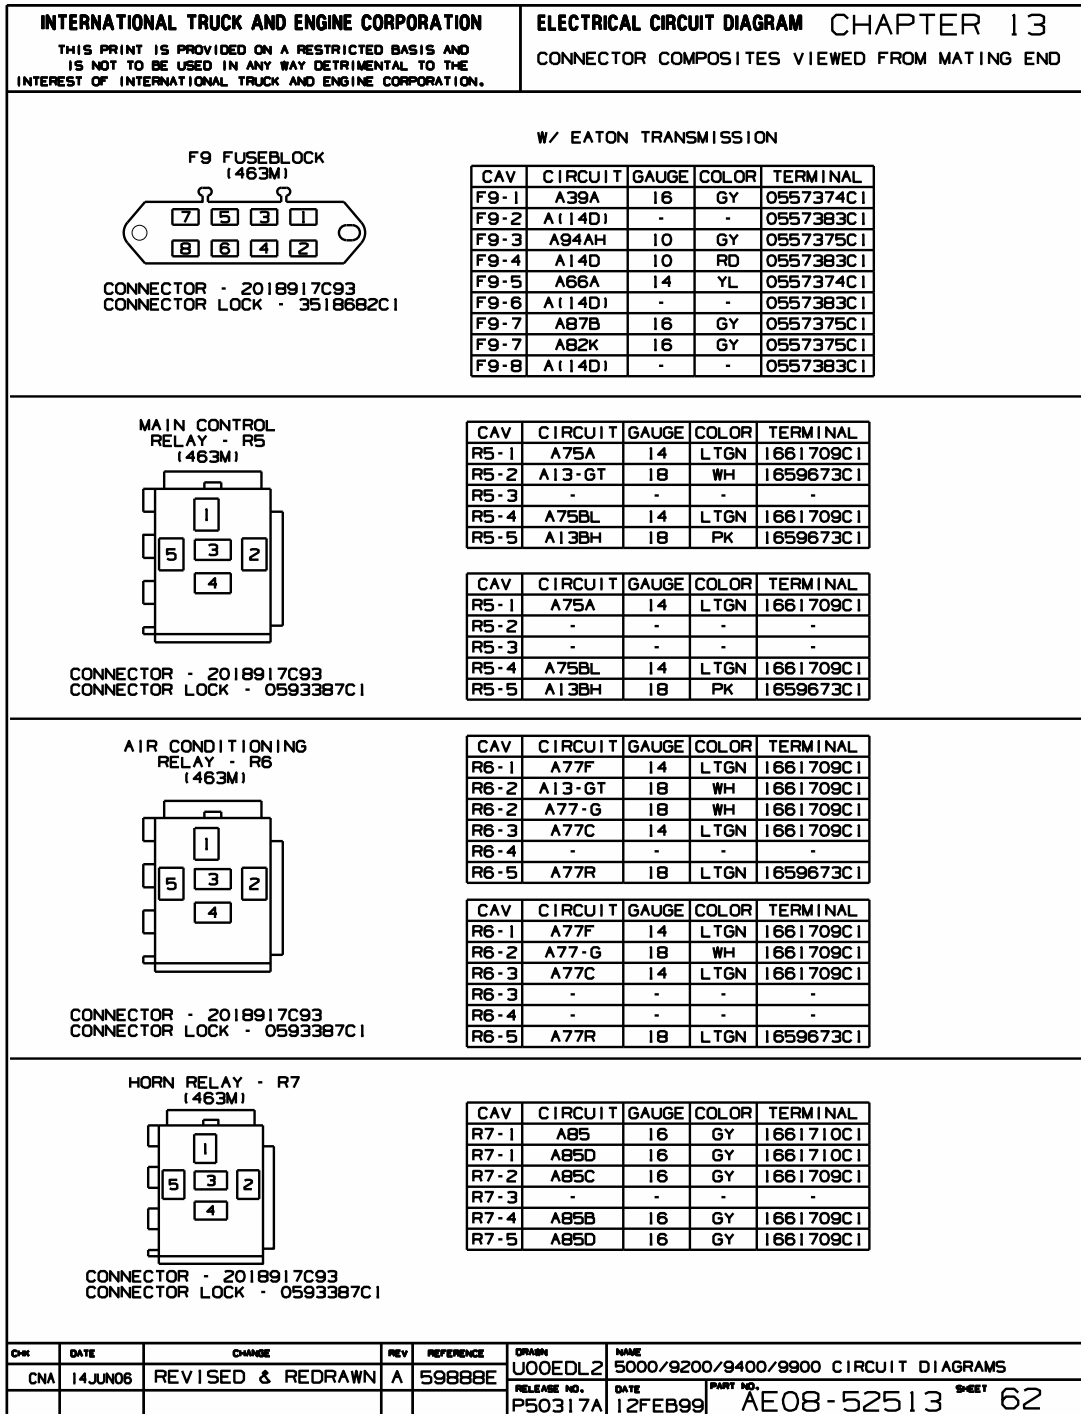 INTERNATIONAL TRUCK AND ENGINE CORPORATION
THIS PRINT IS PROVIDED ON A RESTRICTED BASIS AND
IS NOT TO BE USED IN ANY WAY DETRIMENTAL TO THE
INTEREST OF INTERNATIONAL TRUCK AND ENGINE CORPORATION.
ELECTRICAL CIRCUIT DIAGRAM CHAPTER 13
CONNECTOR COMPOSITES VIEWED FROM MATING END
F9 FUSEBLOCK
(463M)
7 5 3 1
8 6 4 2
CONNECTOR - 2018917C93
CONNECTOR LOCK - 3518682C1
W/ EATON TRANSMISSION
CAV CIRCUIT GAUGE COLOR TERMINAL
F9-1 A39A 16 GY 0557374C1
F9-2 A(14D) - - 0557383C1
F9-3 A94AH 10 GY 0557375C1
F9-4 A14D 10 RD 0557383C1
F9-5 A66A 14 YL 0557374C1
F9-6 A(14D) - - 0557383C1
F9-7 A87B 16 GY 0557375C1
F9-7 A82K 16 GY 0557375C1
F9-8 A(14D) - - 0557383C1
MAIN CONTROL
RELAY - R5
(463M)
1
5 3 2
4
CONNECTOR - 2018917C93
CONNECTOR LOCK - 0593387C1
CAV CIRCUIT GAUGE COLOR TERMINAL
R5-1 A75A 14 LTGN 1661709C1
R5-2 A13-GT 18 WH 1659673C1
R5-3 - - - -
R5-4 A75BL 14 LTGN 1661709C1
R5-5 A13BH 18 PK 1659673C1
CAV CIRCUIT GAUGE COLOR TERMINAL
R5-1 A75A 14 LTGN 1661709C1
R5-2 - - - -
R5-3 - - - -
R5-4 A75BL 14 LTGN 1661709C1
R5-5 A13BH 18 PK 1659673C1
AIR CONDITIONING
RELAY - R6
(463M)
1
5 3 2
4
CONNECTOR - 2018917C93
CONNECTOR LOCK - 0593387C1
CAV CIRCUIT GAUGE COLOR TERMINAL
R6-1 A77F 14 LTGN 1661709C1
R6-2 A13-GT 18 WH 1661709C1
R6-2 A77-G 18 WH 1661709C1
R6-3 A77C 14 LTGN 1661709C1
R6-4 - - - -
R6-5 A77R 18 LTGN 1659673C1
CAV CIRCUIT GAUGE COLOR TERMINAL
R6-1 A77F 14 LTGN 1661709C1
R6-2 A77-G 18 WH 1661709C1
R6-3 A77C 14 LTGN 1661709C1
R6-3 - - - -
R6-4 - - - -
R6-5 A77R 18 LTGN 1659673C1
HORN RELAY - R7
(463M)
1
5 3 2
4
CONNECTOR - 2018917C93
CONNECTOR LOCK - 0593387C1
CAV CIRCUIT GAUGE COLOR TERMINAL
R7-1 A85 16 GY 1661710C1
R7-1 A85D 16 GY 1661710C1
R7-2 A85C 16 GY 1661709C1
R7-3 - - - -
R7-4 A85B 16 GY 1661709C1
R7-5 A85D 16 GY 1661709C1
CHK DATE CHANGE REV REFERENCE
CNA 14JUN06 REVISED & REDRAWN A 59888E
DRAWN U00EDL2 NAME 5000/9200/9400/9900 CIRCUIT DIAGRAMS
RELEASE NO. P50317A DATE 12FEB99 PART NO. AE08-52513 SHEET 62